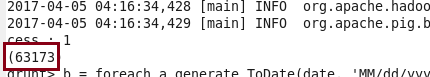 2017-04-05 04:16:34,428 [main] INFO org.apache.hadoo
2017-04-05 04:16:34,429 [main] INFO org.apache.pig.b
cess : 1
(63173
grunt> b = foreach a generate ToDate(date, 'MM/dd/yyy